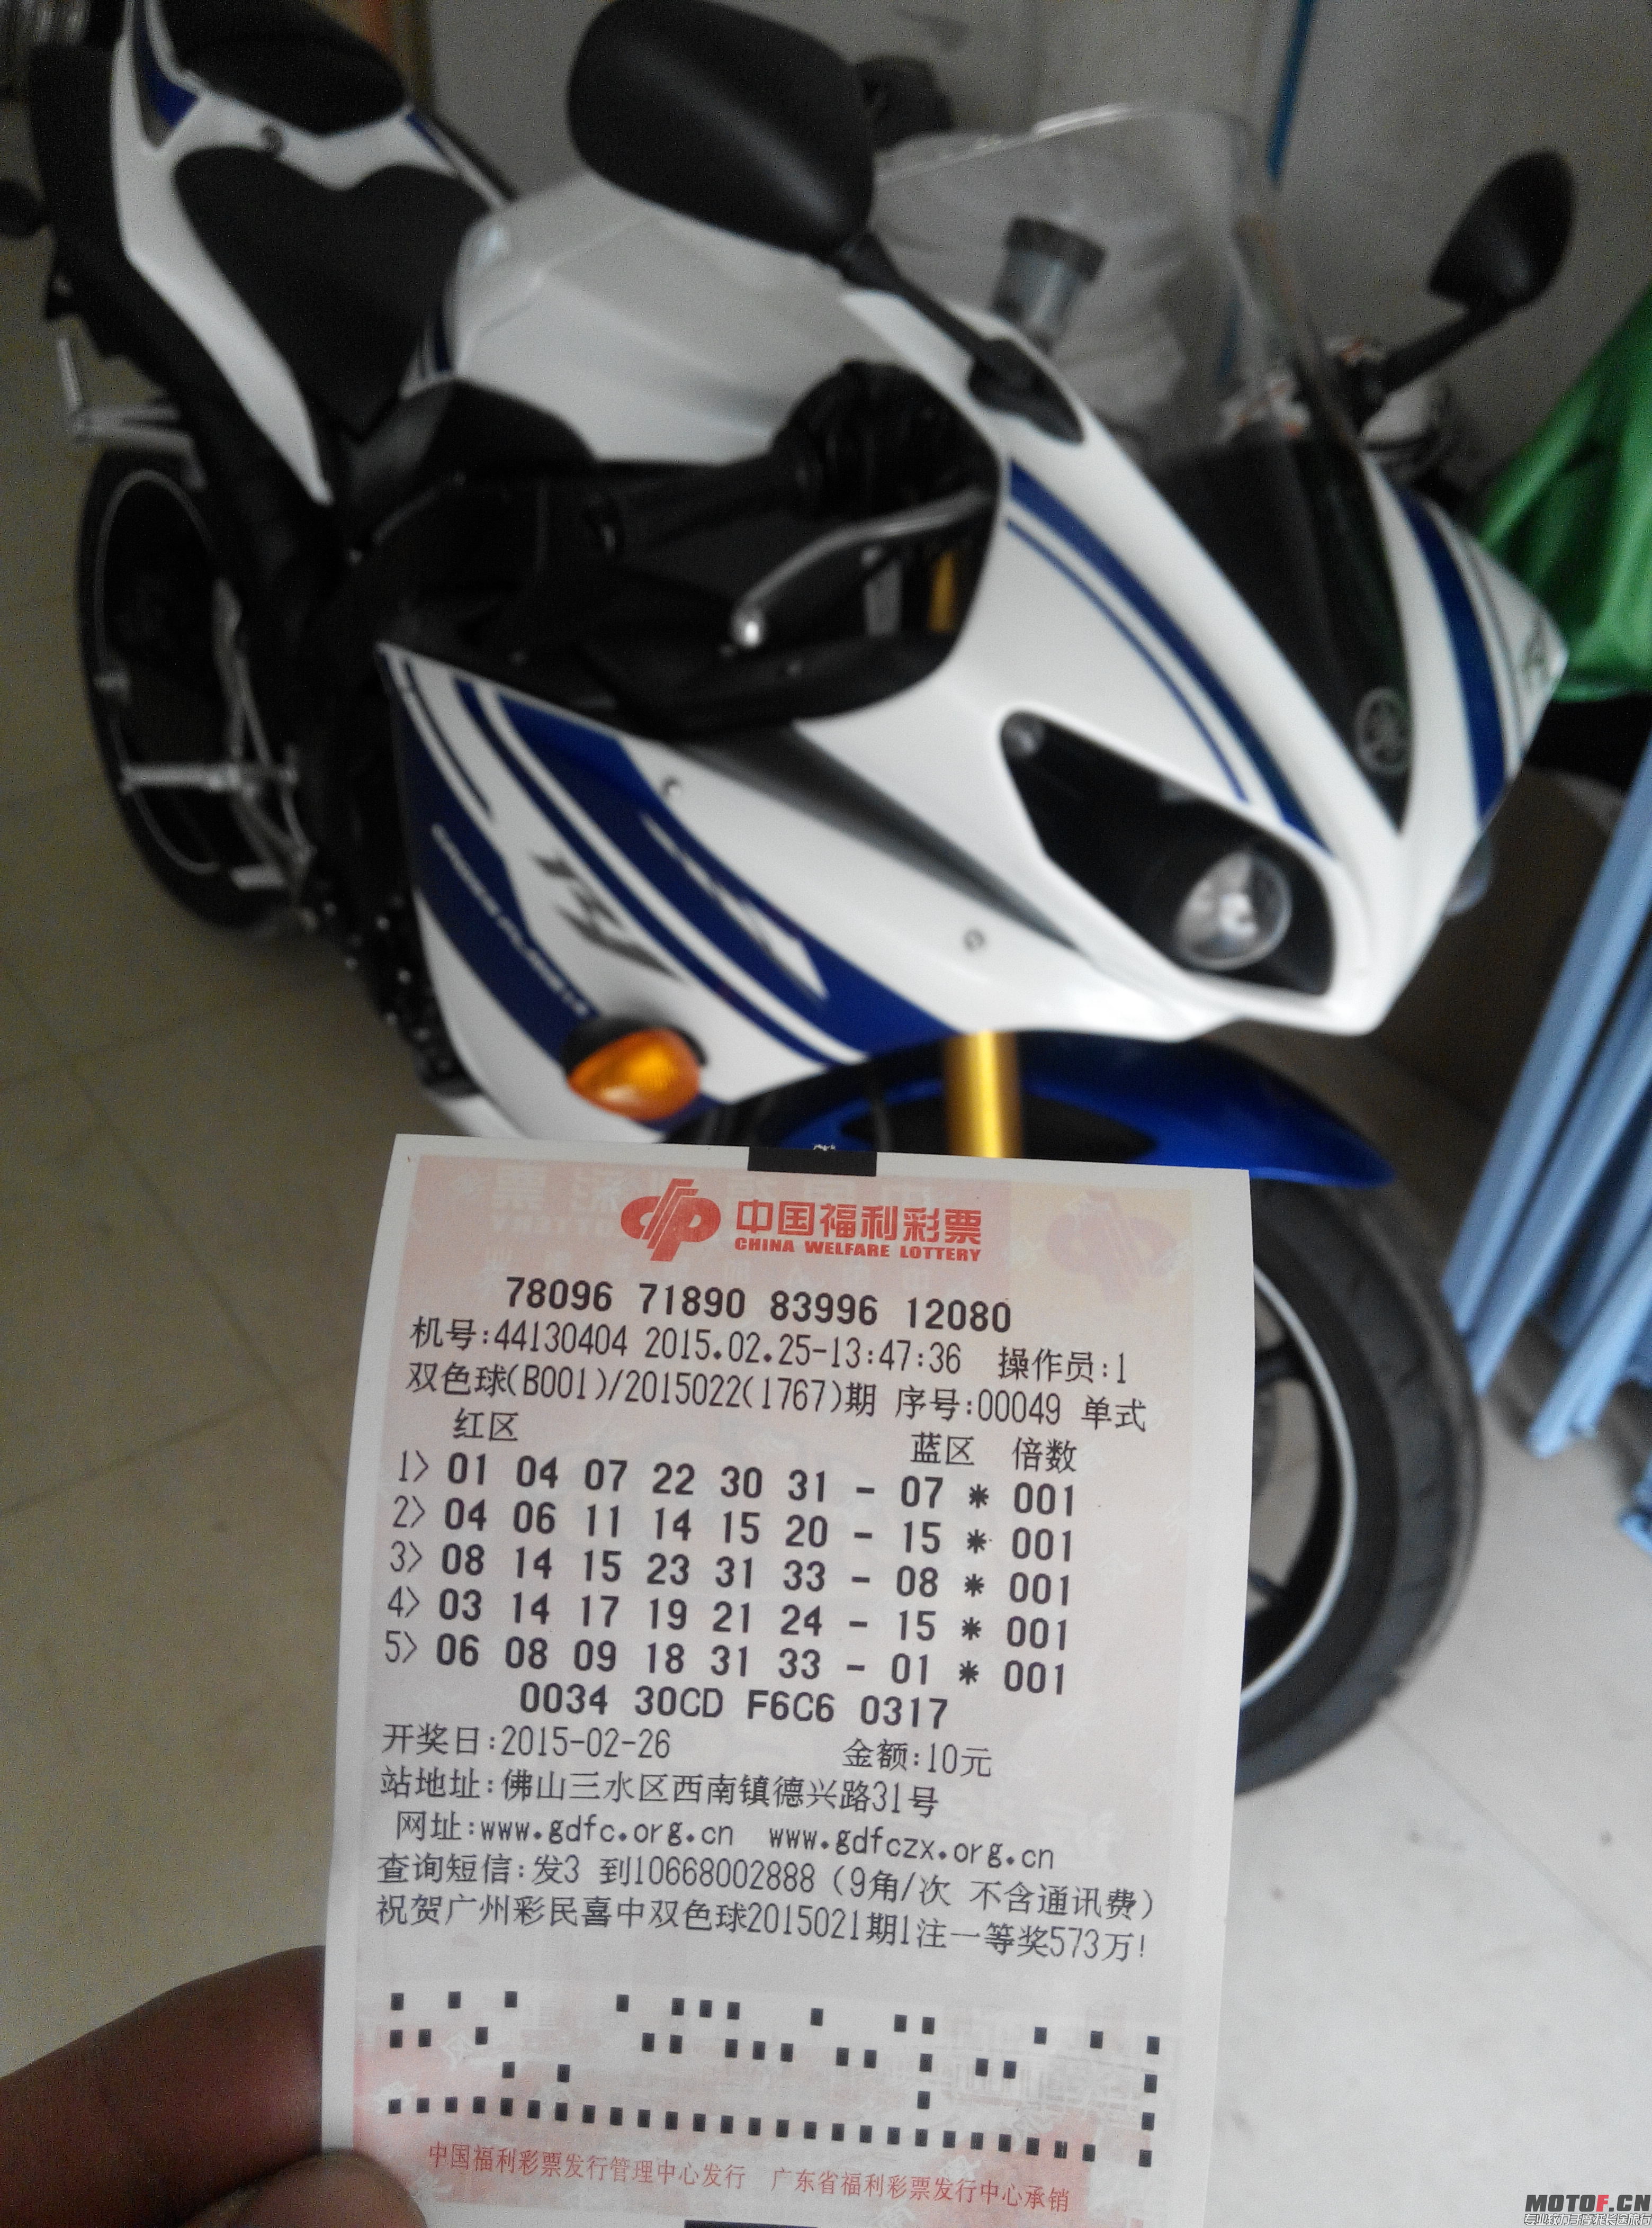 R1
中国福利彩票
CHINA WELFARE LOTTERY
78096 71890 83996 12080
机号:44130404 2015.02.25-13:47:36 操作员:1
双色球(B001)/2015022(1767)期 序号:00049 单式
红区 蓝区 倍数
1> 01 04 07 22 30 31 - 07 * 001
2> 04 06 11 14 15 20 - 15 * 001
3> 08 14 15 23 31 33 - 08 * 001
4> 03 14 17 19 21 24 - 15 * 001
5> 06 08 09 18 31 33 - 01 * 001
0034 30CD F6C6 0317
开奖日:2015-02-26 金额:10元
站地址:佛山三水区西南镇德兴路31号
网址:www.gdfc.org.cn www.gdfczx.org.cn
查询短信:发3 到10668002888（9角/次 不含通讯费）
祝贺广州彩民喜中双色球2015021期1注一等奖573万!
中国福利彩票发行管理中心发行 广东省福利彩票发行中心承销
MOTOF.CN